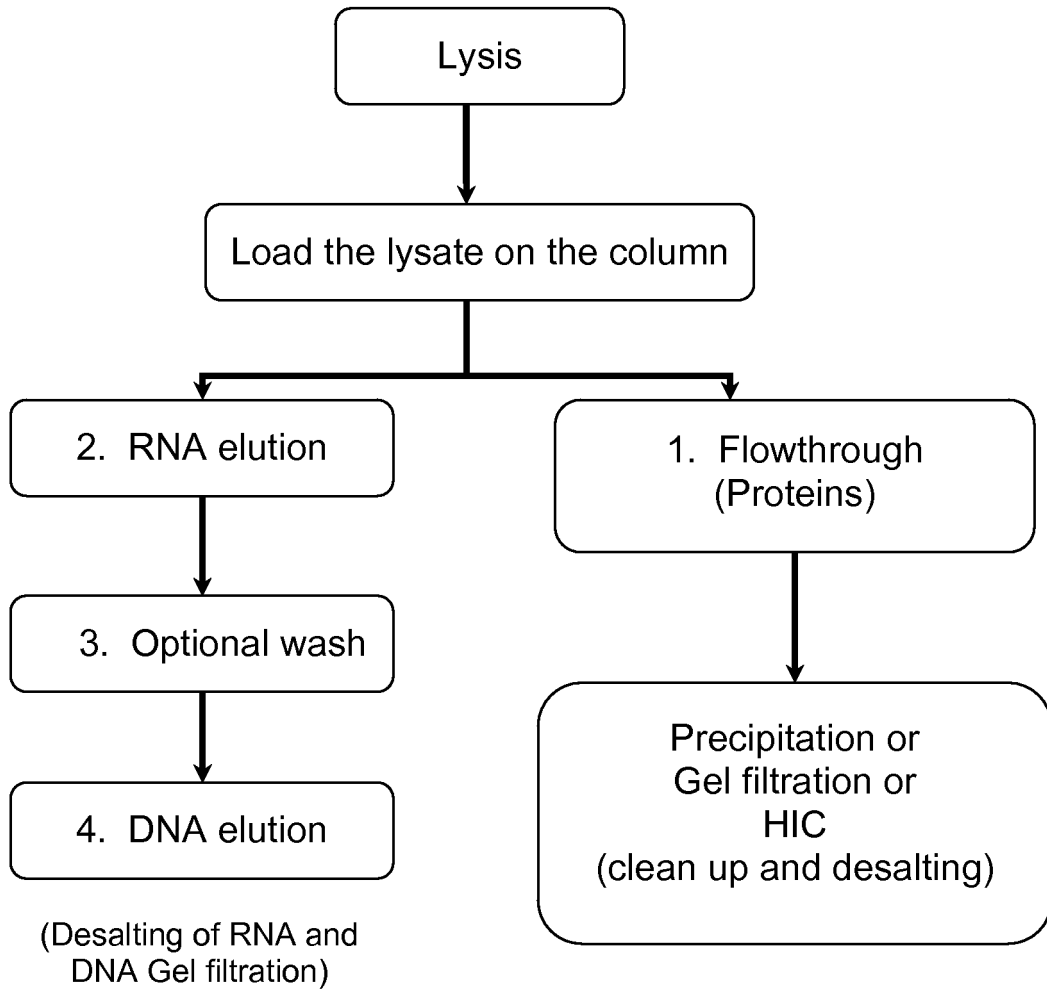 Lysis
Load the lysate on the column
2. RNA elution
1. Flowthrough
(Proteins)
3. Optional wash
Precipitation or
Gel filtration or
HIC
(clean up and desalting)
4. DNA elution
(Desalting of RNA and
DNA Gel filtration)